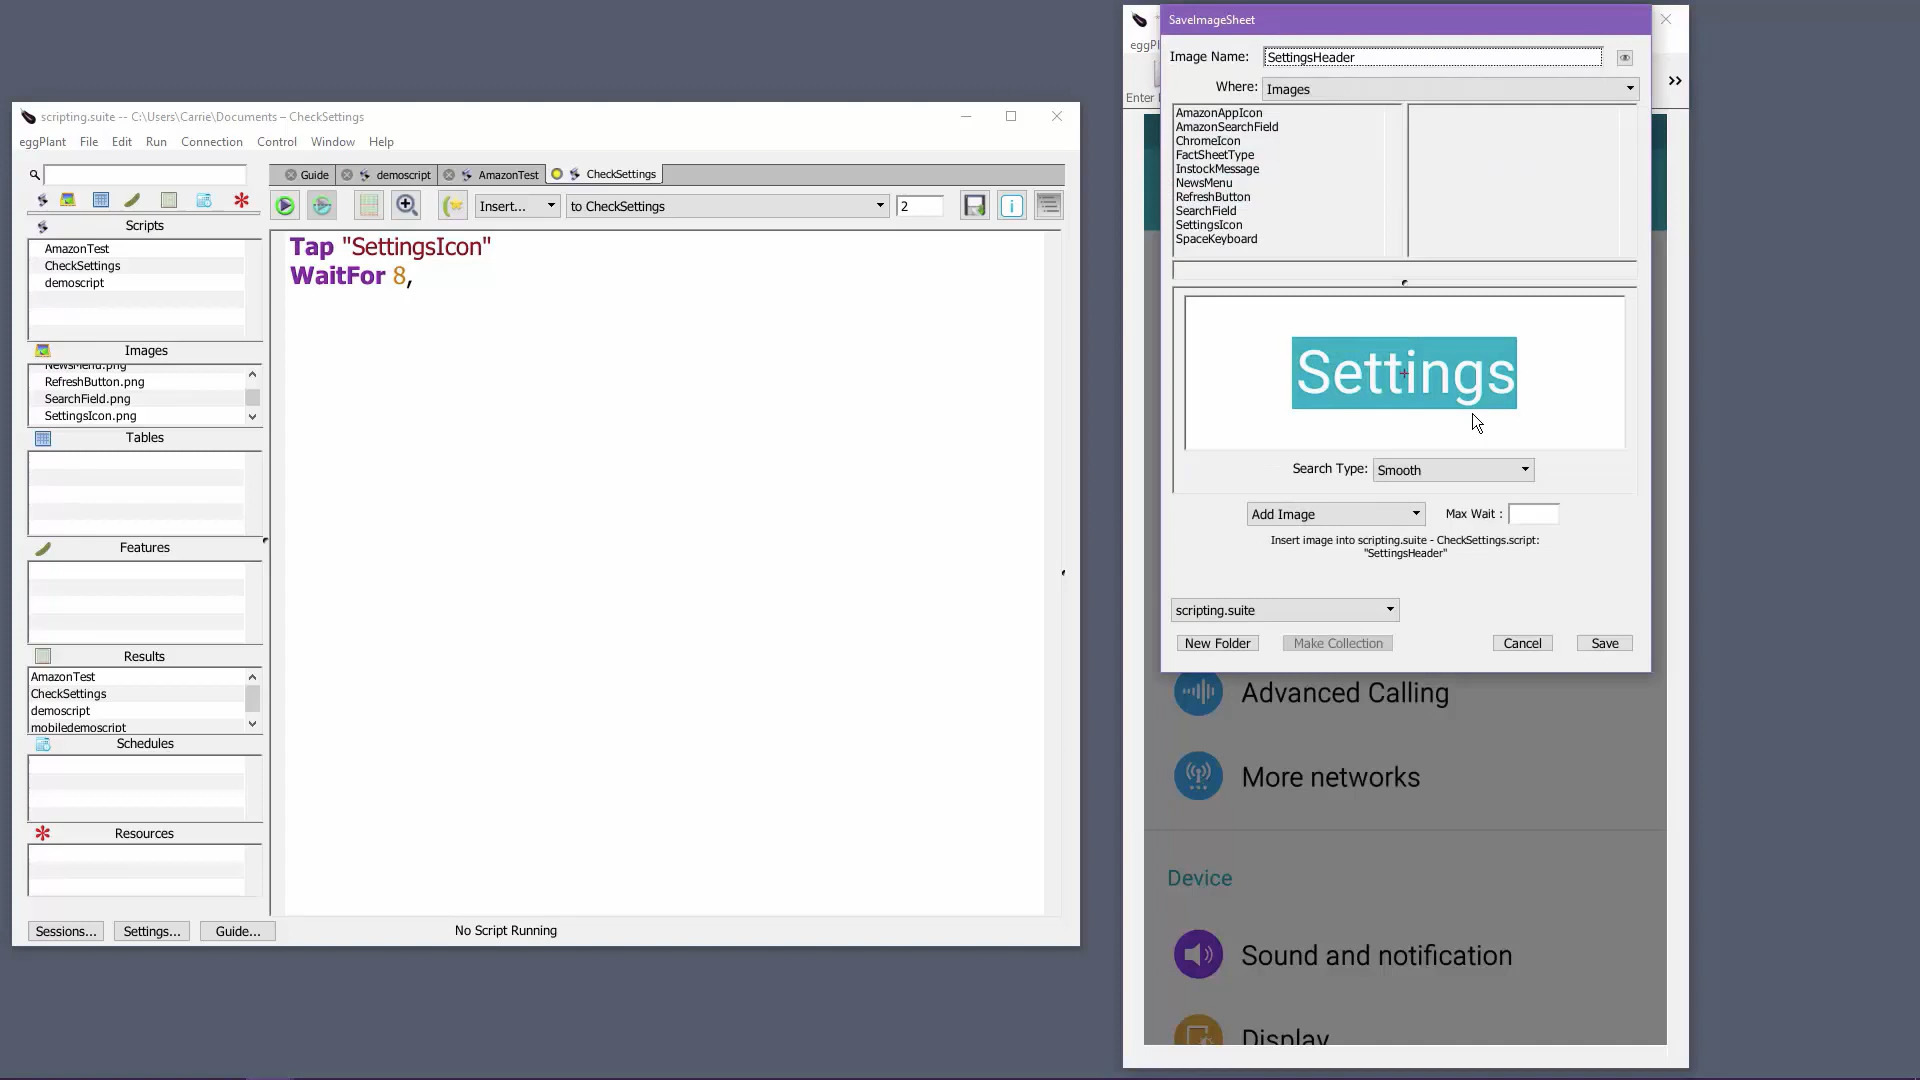 scripting.suite -- C:\Users\Carrie\Documents – CheckSettings
eggPlant File Edit Run Connection Control Window Help
Guide demoscript AmazonTest CheckSettings
Insert... to CheckSettings 2
Scripts
AmazonTest
CheckSettings
demoscript
Images
NewsMenu.png
RefreshButton.png
SearchField.png
SettingsIcon.png
Tables
Features
Results
AmazonTest
CheckSettings
demoscript
mobiledemoscript
Schedules
Resources
Sessions... Settings... Guide...
Tap "SettingsIcon"
WaitFor 8,
No Script Running
eggPl
Enter
SaveImageSheet
Image Name: SettingsHeader
Where: Images
AmazonAppIcon
AmazonSearchField
ChromeIcon
FactSheetType
InstockMessage
NewsMenu
RefreshButton
SearchField
SettingsIcon
SpaceKeyboard
Settings
Search Type: Smooth
Add Image Max Wait :
Insert image into scripting.suite - CheckSettings.script:
"SettingsHeader"
scripting.suite
New Folder Make Collection Cancel Save
Advanced Calling
More networks
Device
Sound and notification
Display